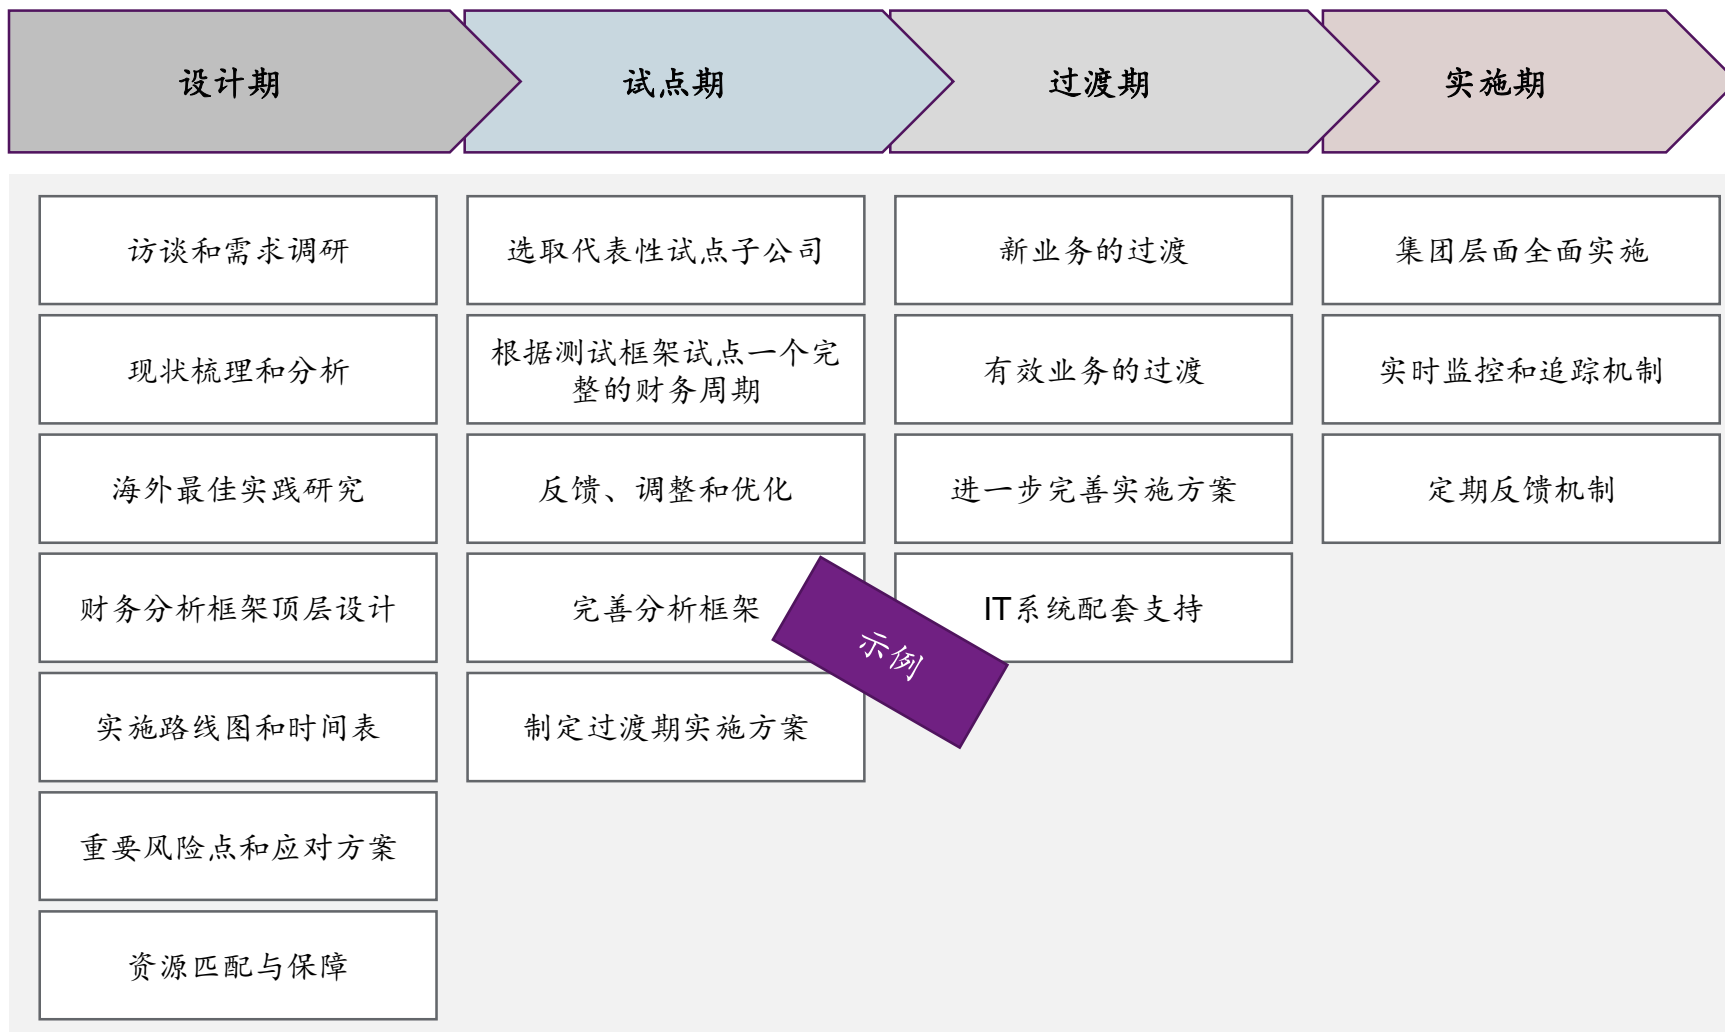 设计期
试点期
过渡期
实施期
访谈和需求调研
现状梳理和分析
海外最佳实践研究
财务分析框架顶层设计
实施路线图和时间表
重要风险点和应对方案
资源匹配与保障
选取代表性试点子公司
根据测试框架试点一个完
整的财务周期
反馈、调整和优化
完善分析框架
制定过渡期实施方案
新业务的过渡
有效业务的过渡
进一步完善实施方案
IT系统配套支持
集团层面全面实施
实时监控和追踪机制
定期反馈机制
示例